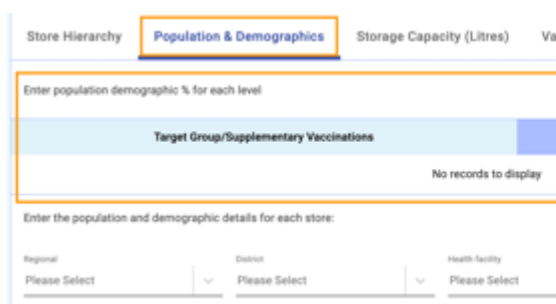 Store Hierarchy Population & Demographics Storage Capacity (Litres) Va
Enter population demographic % for each level
Target Group/Supplementary Vaccinations
No records to display
Enter the population and demographic details for each store:
Regional District Health facility
Please Select Please Select Please Select